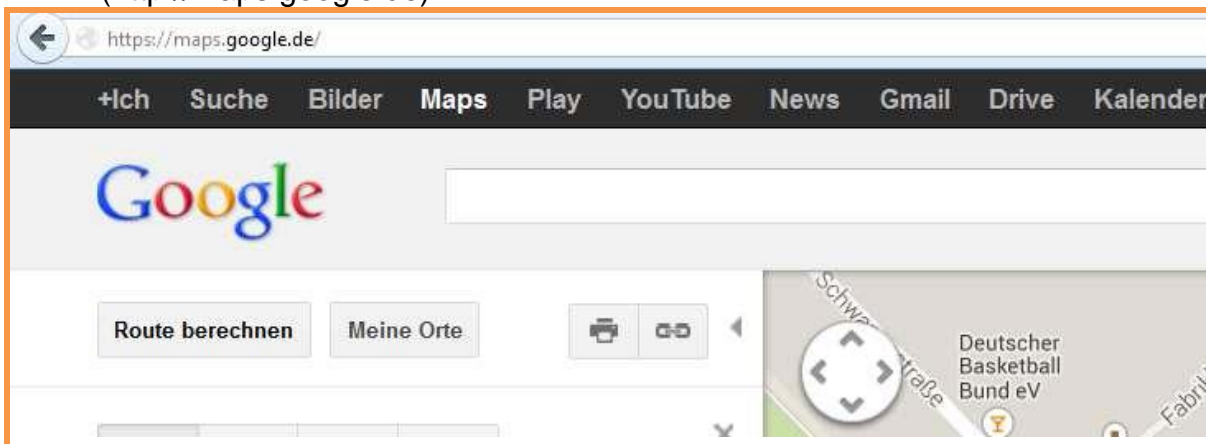 https://maps.google.de/
+Ich Suche Bilder Maps Play YouTube News Gmail Drive Kalender
Google
Route berechnen Meine Orte
Deutscher
Basketball
Bund eV